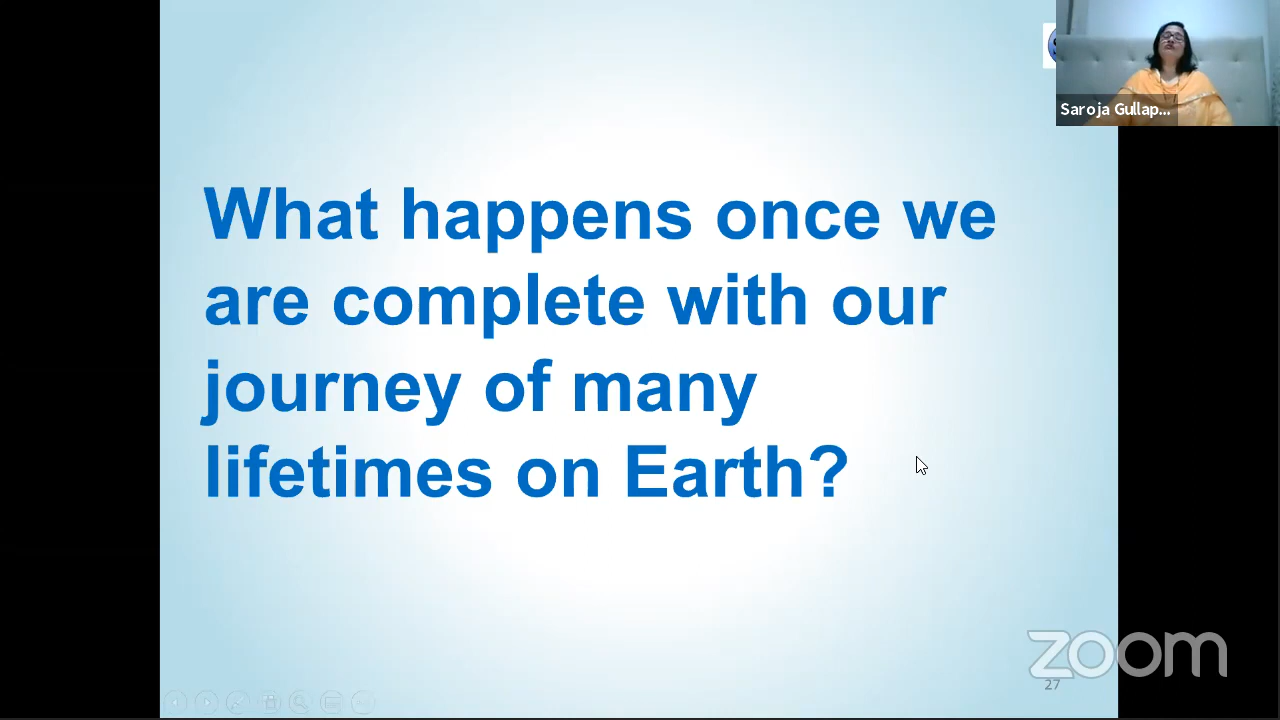 Saroja Gullap...
What happens once we
are complete with our
journey of many
lifetimes on Earth?
zoom
27